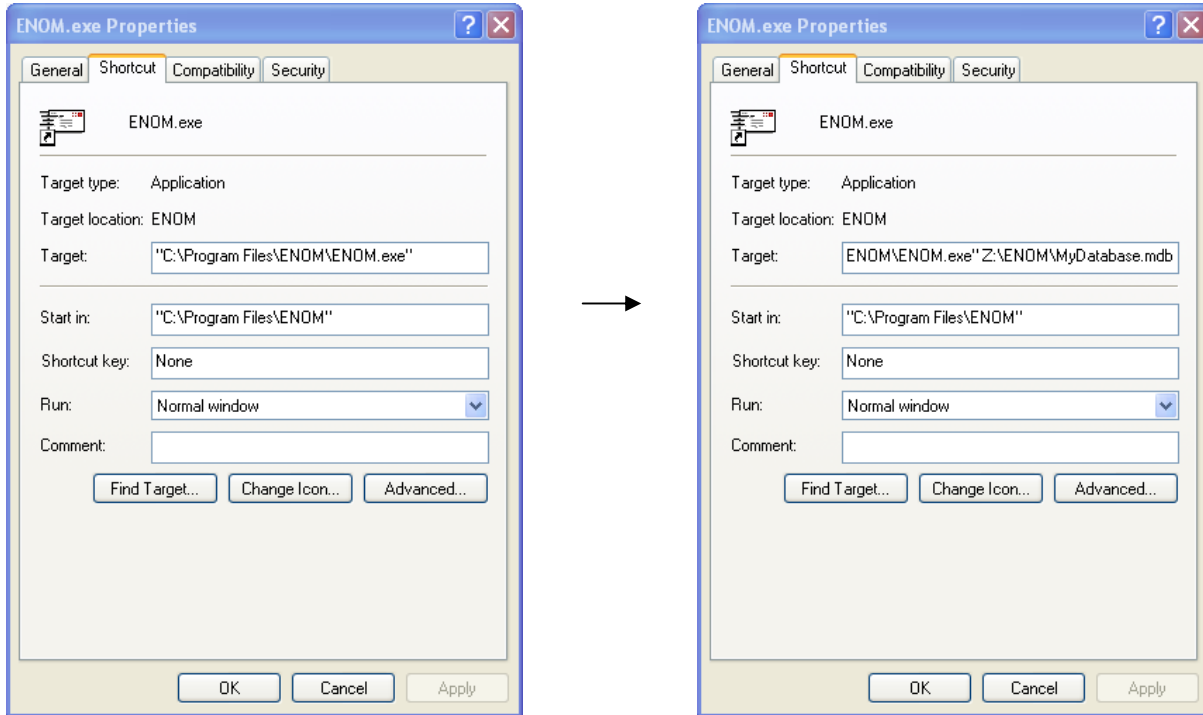 ENOM.exe Properties
General Shortcut Compatibility Security
ENOM.exe
Target type: Application
Target location: ENOM
Target: "C:\Program Files\ENOM\ENOM.exe"
Start in: "C:\Program Files\ENOM"
Shortcut key: None
Run: Normal window
Comment:
Find Target... Change Icon... Advanced...
OK Cancel Apply
ENOM.exe Properties
General Shortcut Compatibility Security
ENOM.exe
Target type: Application
Target location: ENOM
Target: ENOM\ENOM.exe" Z:\ENOM\MyDatabase.mdb
Start in: "C:\Program Files\ENOM"
Shortcut key: None
Run: Normal window
Comment:
Find Target... Change Icon... Advanced...
OK Cancel Apply